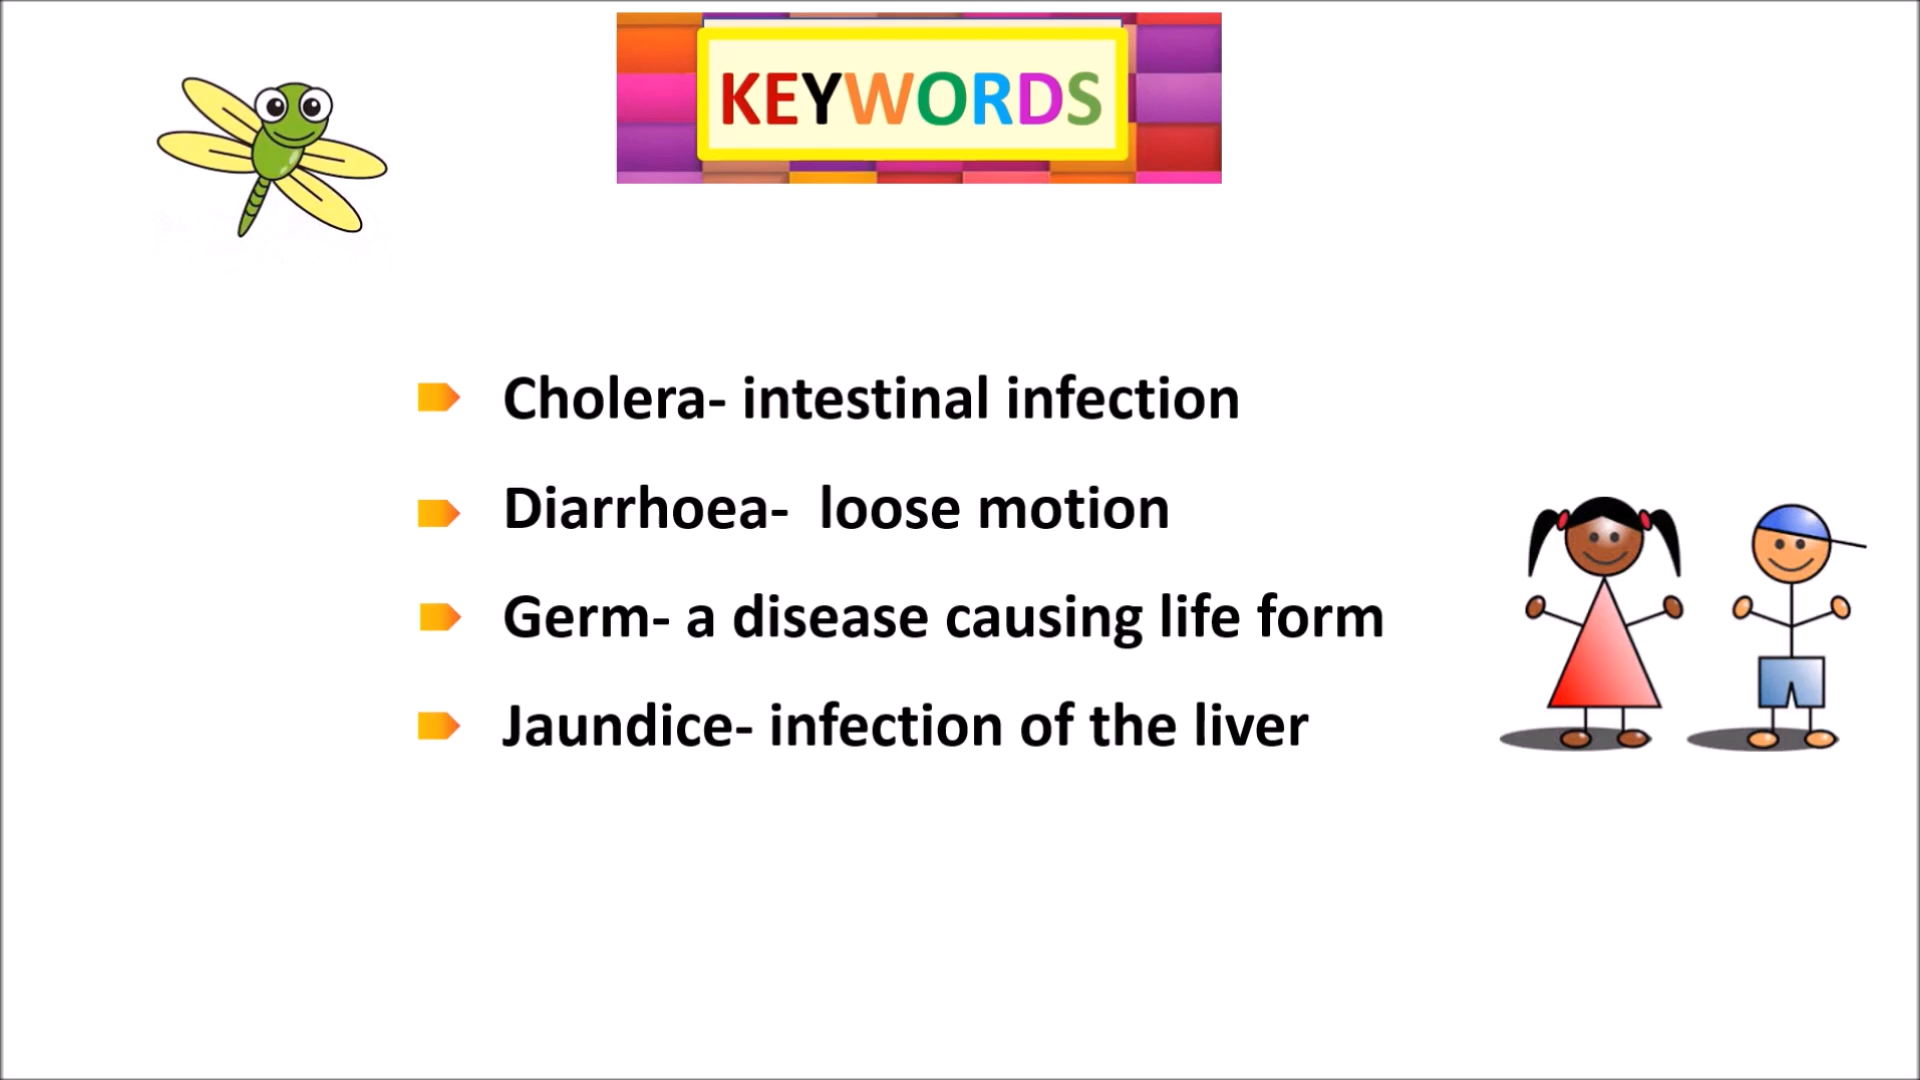 KEYWORDS
Cholera- intestinal infection
Diarrhoea-  loose motion
Germ- a disease causing life form
Jaundice- infection of the liver